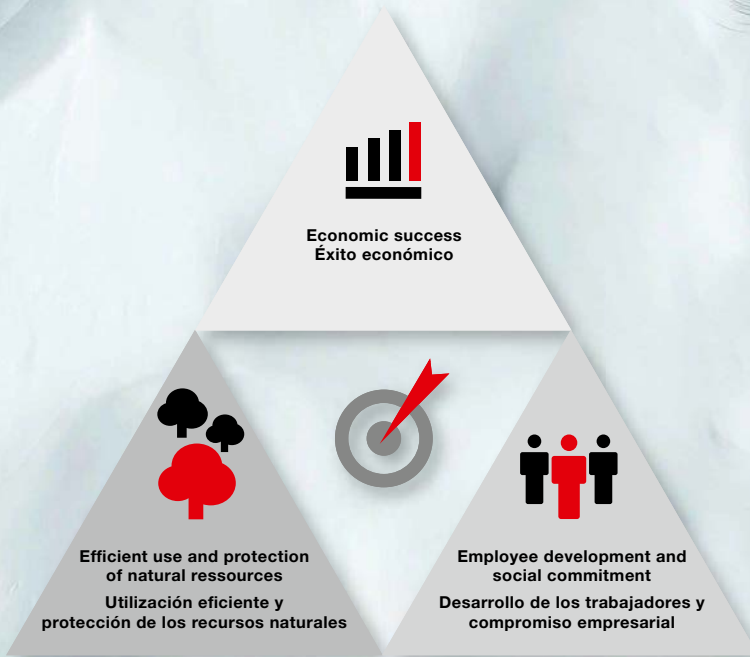 Economic success
Éxito económico
Efficient use and protection
of natural ressources
Utilización eficiente y
protección de los recursos naturales
Employee development and
social commitment
Desarrollo de los trabajadores y
compromiso empresarial